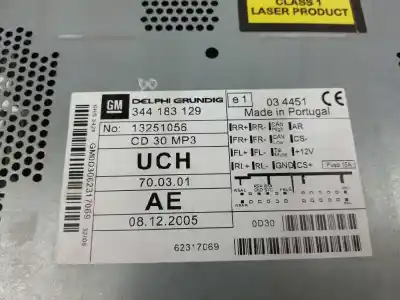 CLASS 1
LASER PRODUCT
GM DELPHI GRUNDIG
344 183 129
e1 03 4451 CE
Made in Portugal
No 13251056
CD 30 MP3
UCH
70.03.01
AE
08.12.2005
62317069
RR+ RR- AR
FR+ FR- CS-
FL+ FL- +12V
RL- GND CS+
0D30
GM0D3062317069